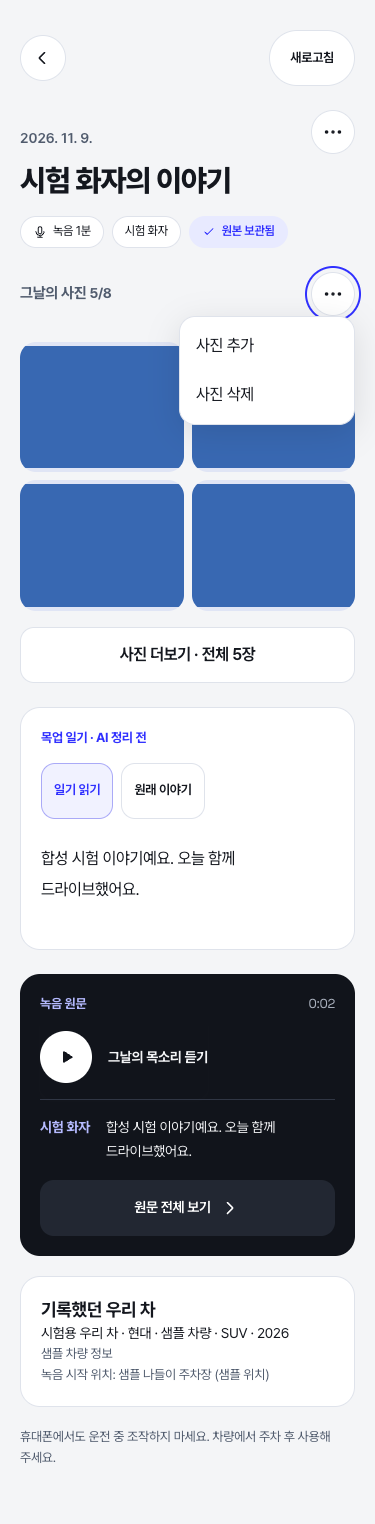 새로고침
2026. 11. 9.
시험 화자의 이야기
녹음 1분
시험 화자
원본 보관됨
그날의 사진 5/8
사진 추가
사진 삭제
사진 더보기 · 전체 5장
목업 일기 · AI 정리 전
일기 읽기
원래 이야기
합성 시험 이야기예요. 오늘 함께
드라이브했어요.
녹음 원문
0:02
그날의 목소리 듣기
시험 화자
합성 시험 이야기예요. 오늘 함께
드라이브했어요.
원문 전체 보기
기록했던 우리 차
시험용 우리 차 · 현대 · 샘플 차량 · SUV · 2026
샘플 차량 정보
녹음 시작 위치: 샘플 나들이 주차장 (샘플 위치)
휴대폰에서도 운전 중 조작하지 마세요. 차량에서 주차 후 사용해
주세요.